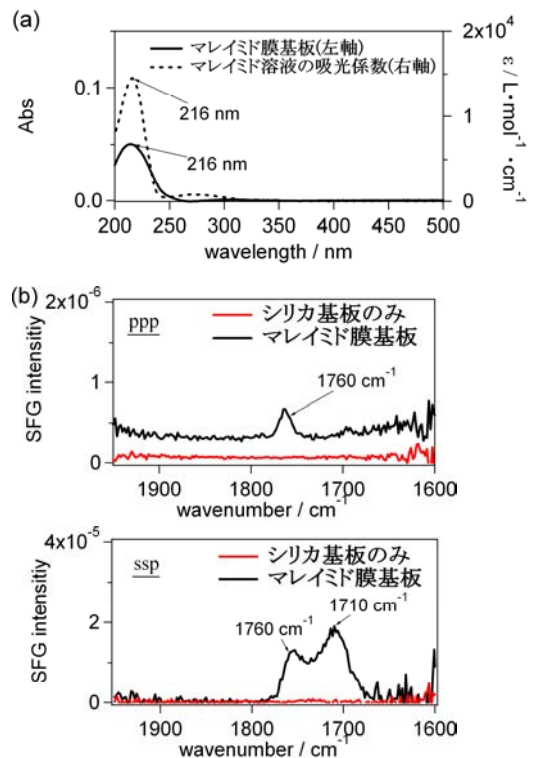 (a)
マレイミド膜基板(左軸)
マレイミド溶液の吸光係数(右軸)
2x10⁴
0.1
216 nm
1
Abs
ε / L・mol⁻¹・cm⁻¹
216 nm
0.0
0
200 250 300 350 400 450 500
wavelength / nm
(b)
2x10⁻⁶
ppp
シリカ基板のみ
マレイミド膜基板
1760 cm⁻¹
1
SFG intensitiy
0
1900 1800 1700 1600
wavenumber / cm⁻¹
4x10⁻⁵
ssp
シリカ基板のみ
マレイミド膜基板
1710 cm⁻¹
1760 cm⁻¹
2
SFG intensitiy
0
1900 1800 1700 1600
wavenumber / cm⁻¹